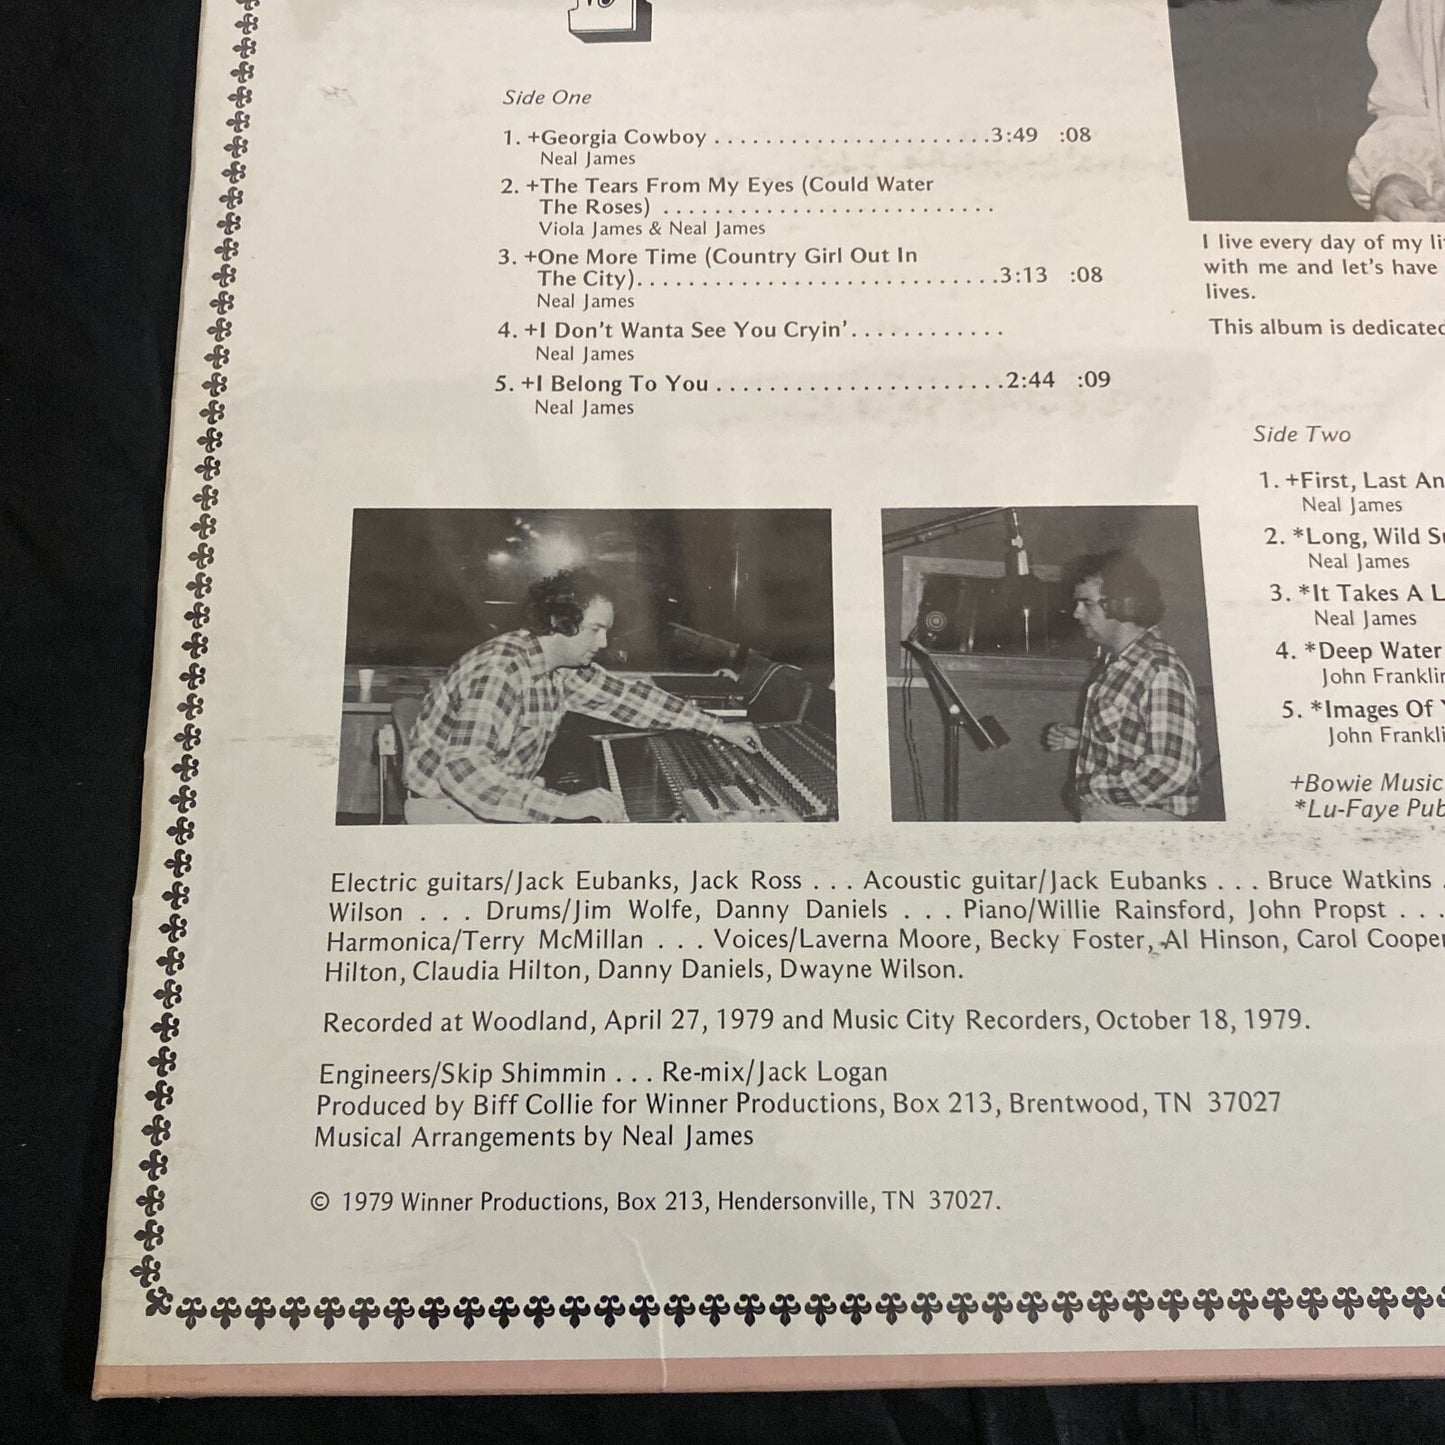 Side One
1. +Georgia Cowboy . . . . . . . . . . . . . . . . . . . . . .3:49 :08
Neal James
2. +The Tears From My Eyes (Could Water
The Roses) . . . . . . . . . . . . . . . . . . . . . . . . . .
Viola James & Neal James
3. +One More Time (Country Girl Out In
The City). . . . . . . . . . . . . . . . . . . . . . . . . . . .3:13 :08
Neal James
4. +I Don't Wanta See You Cryin'. . . . . . . . . . . .
Neal James
5. +I Belong To You . . . . . . . . . . . . . . . . . . . . . . .2:44 :09
Neal James
I live every day of my
with me and let's have
lives.
This album is dedicated
Side Two
1. +First, Last An
Neal James
2. *Long, Wild
Neal James
3. *It Takes A L
Neal James
4. *Deep Water
John Franklin
5. *Images Of
John Frankli
+Bowie Music
*Lu-Faye Pub
Electric guitars/Jack Eubanks, Jack Ross . . . Acoustic guitar/Jack Eubanks . . . Bruce Watkins .
Wilson . . . Drums/Jim Wolfe, Danny Daniels . . . Piano/Willie Rainsford, John Propst . . .
Harmonica/Terry McMillan . . . Voices/Laverna Moore, Becky Foster, Al Hinson, Carol Cooper
Hilton, Claudia Hilton, Danny Daniels, Dwayne Wilson.
Recorded at Woodland, April 27, 1979 and Music City Recorders, October 18, 1979.
Engineers/Skip Shimmin . . . Re-mix/Jack Logan
Produced by Biff Collie for Winner Productions, Box 213, Brentwood, TN 37027
Musical Arrangements by Neal James
© 1979 Winner Productions, Box 213, Hendersonville, TN 37027.